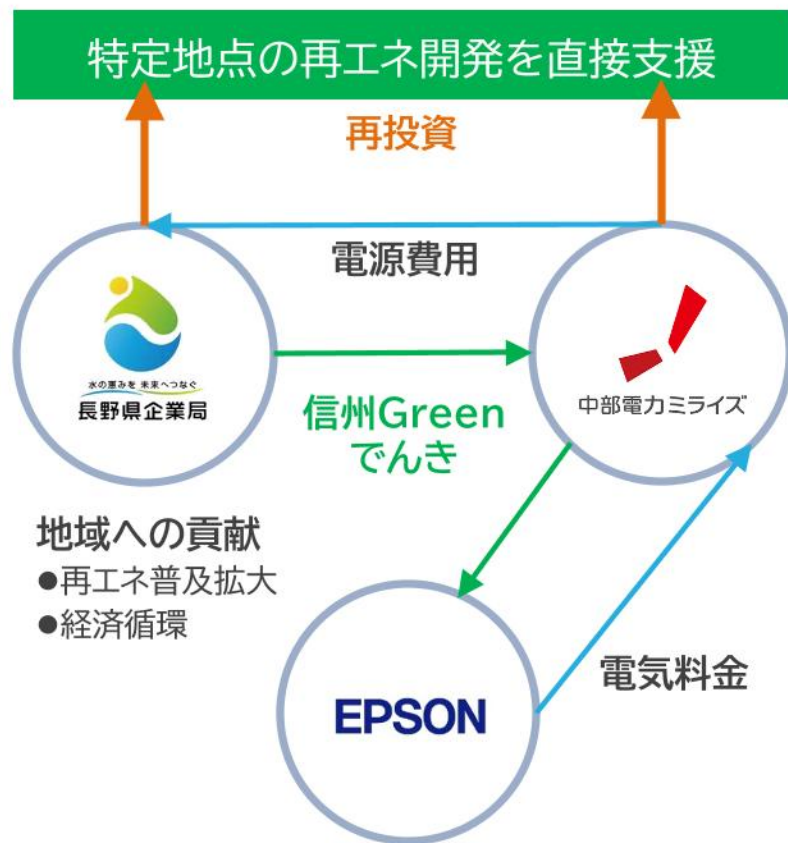 特定地点の再エネ開発を直接支援
再投資
電源費用
水の恵みを 未来へつなぐ
長野県企業局
中部電力ミライズ
信州Green
でんき
地域への貢献
●再エネ普及拡大
●経済循環
電気料金
EPSON